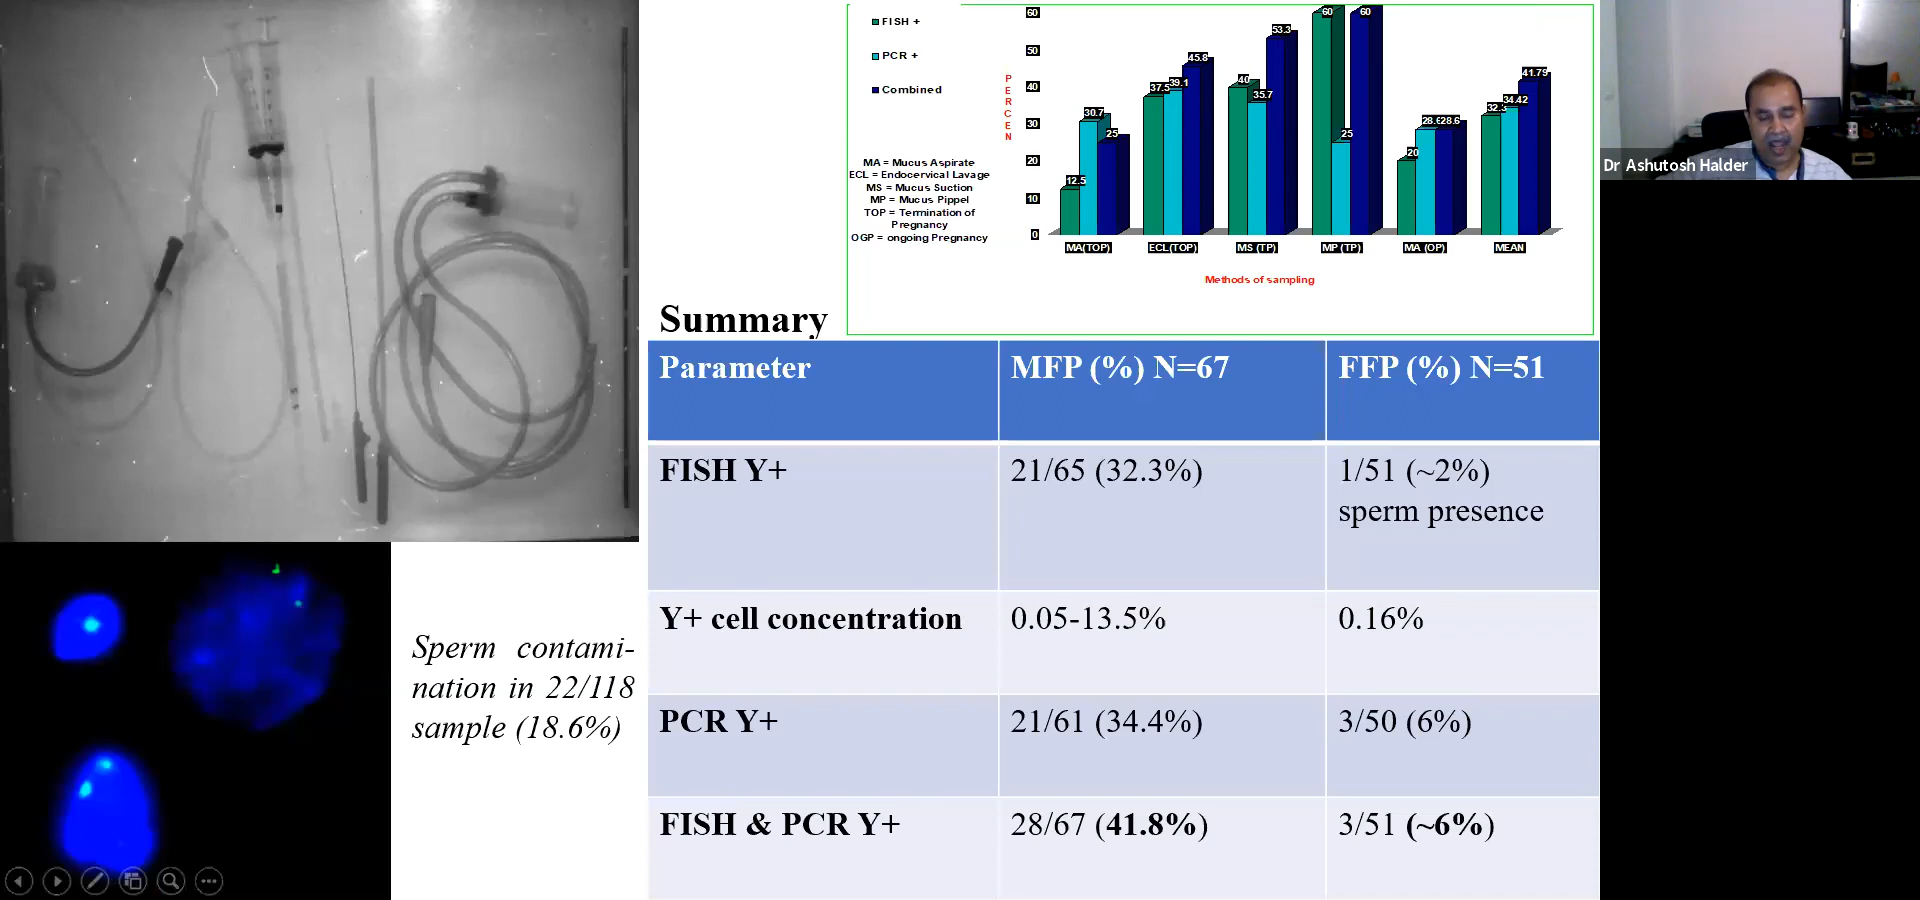 FISH +
PCR +
Combined
MA = Mucus Aspirate
ECL = Endocervical Lavage
MS = Mucus Suction
MP = Mucus Pippel
TOP = Termination of
Pregnancy
OGP = ongoing Pregnancy
PERCEN
60
50
40
30
20
10
0
12.5
30.7
25
37.5
39.1
45.8
40
35.7
53.3
60
25
60
20
28.6
28.6
32.3
34.42
41.79
MA(TOP)
ECL(TOP)
MS (TP)
MP (TP)
MA (OP)
MEAN
Methods of sampling
Dr Ashutosh Halder
Summary
Parameter
MFP (%) N=67
FFP (%) N=51
FISH Y+
21/65 (32.3%)
1/51 (~2%)
sperm presence
Y+ cell concentration
0.05-13.5%
0.16%
PCR Y+
21/61 (34.4%)
3/50 (6%)
FISH & PCR Y+
28/67 (41.8%)
3/51 (~6%)
Sperm contami-
nation in 22/118
sample (18.6%)